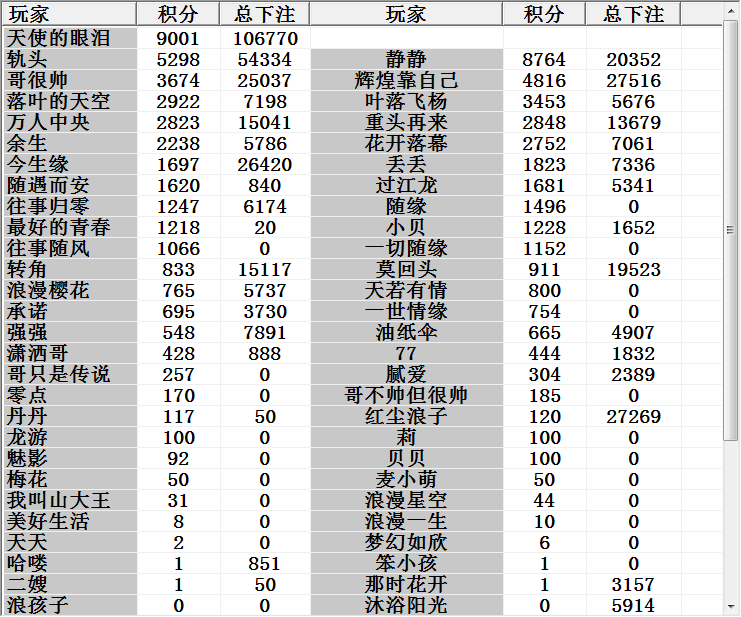 玩家 积分 总下注 玩家 积分 总下注
天使的眼泪 9001 106770
轨头 5298 54334 静静 8764 20352
哥很帅 3674 25037 辉煌靠自己 4816 27516
落叶的天空 2922 7198 叶落飞杨 3453 5676
万人中央 2823 15041 重头再来 2848 13679
余生 2238 5786 花开落幕 2752 7061
今生缘 1697 26420 丢丢 1823 7336
随遇而安 1620 840 过江龙 1681 5341
往事归零 1247 6174 随缘 1496 0
最好的青春 1218 20 小贝 1228 1652
往事随风 1066 0 一切随缘 1152 0
转角 833 15117 莫回头 911 19523
浪漫樱花 765 5737 天若有情 800 0
承诺 695 3730 一世情缘 754 0
强强 548 7891 油纸伞 665 4907
潇洒哥 428 888 77 444 1832
哥只是传说 257 0 腻爱 304 2389
零点 170 0 哥不帅但很帅 185 0
丹丹 117 50 红尘浪子 120 27269
龙游 100 0 莉 100 0
魅影 92 0 贝贝 100 0
梅花 50 0 麦小萌 50 0
我叫山大王 31 0 浪漫星空 44 0
美好生活 8 0 浪漫一生 10 0
天天 2 0 梦幻如欣 6 0
哈喽 1 851 笨小孩 1 0
二嫂 1 50 那时花开 1 3157
浪孩子 0 0 沐浴阳光 0 5914